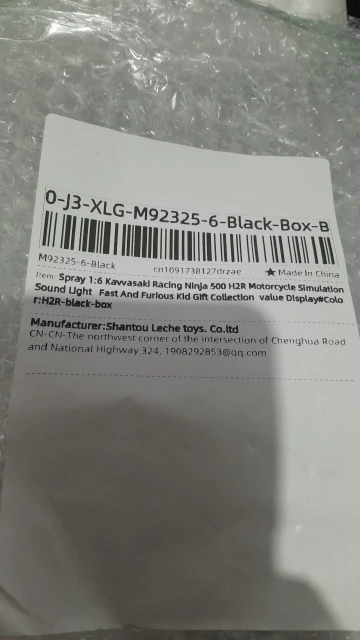 0-J3-XLG-M92325-6-Black-Box-B
M92325-6-Black cn1091738127drzae ★ Made In China
Item: Spray 1:6 Kavvasaki Racing Ninja 500 H2R Motorcycle Simulation
Sound Light Fast And Furious Kid Gift Collection value Display#Colo
r:H2R-black-box
Manufacturer:Shantou Leche toys. Co.ltd
CN-CN-The northwest corner of the intersection of Chenghua Road
and National Highway 324, 1908292853@qq.com